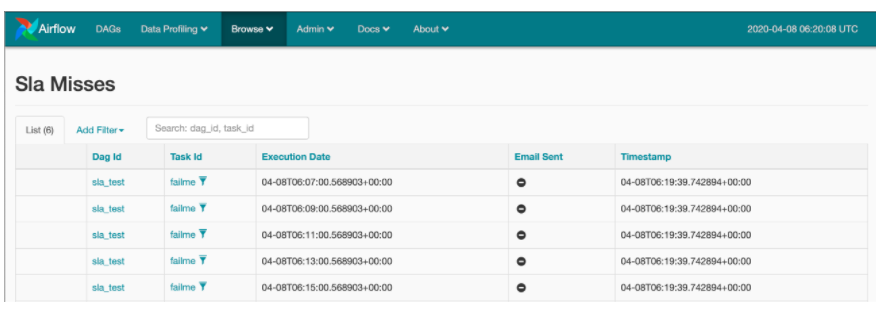 Airflow DAGs Data Profiling Browse Admin Docs About 2020-04-08 06:20:08 UTC
Sla Misses
List (6) Add Filter Search: dag_id, task_id
Dag Id Task Id Execution Date Email Sent Timestamp
sla_test failme 04-08T06:07:00.568903+00:00 04-08T06:19:39.742894+00:00
sla_test failme 04-08T06:09:00.568903+00:00 04-08T06:19:39.742894+00:00
sla_test failme 04-08T06:11:00.568903+00:00 04-08T06:19:39.742894+00:00
sla_test failme 04-08T06:13:00.568903+00:00 04-08T06:19:39.742894+00:00
sla_test failme 04-08T06:15:00.568903+00:00 04-08T06:19:39.742894+00:00